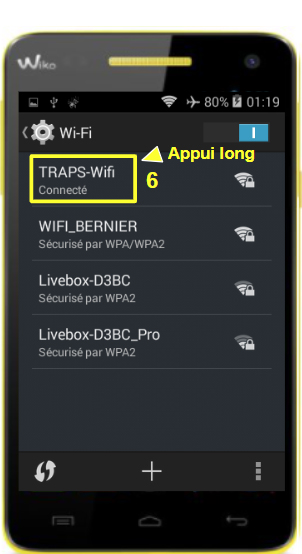 Wiko
80% 01:19
Wi-Fi
I
Appui long
TRAPS-Wifi
Connecté
6
WIFI_BERNIER
Sécurisé par WPA/WPA2
Livebox-D3BC
Sécurisé par WPA2
Livebox-D3BC_Pro
Sécurisé par WPA2